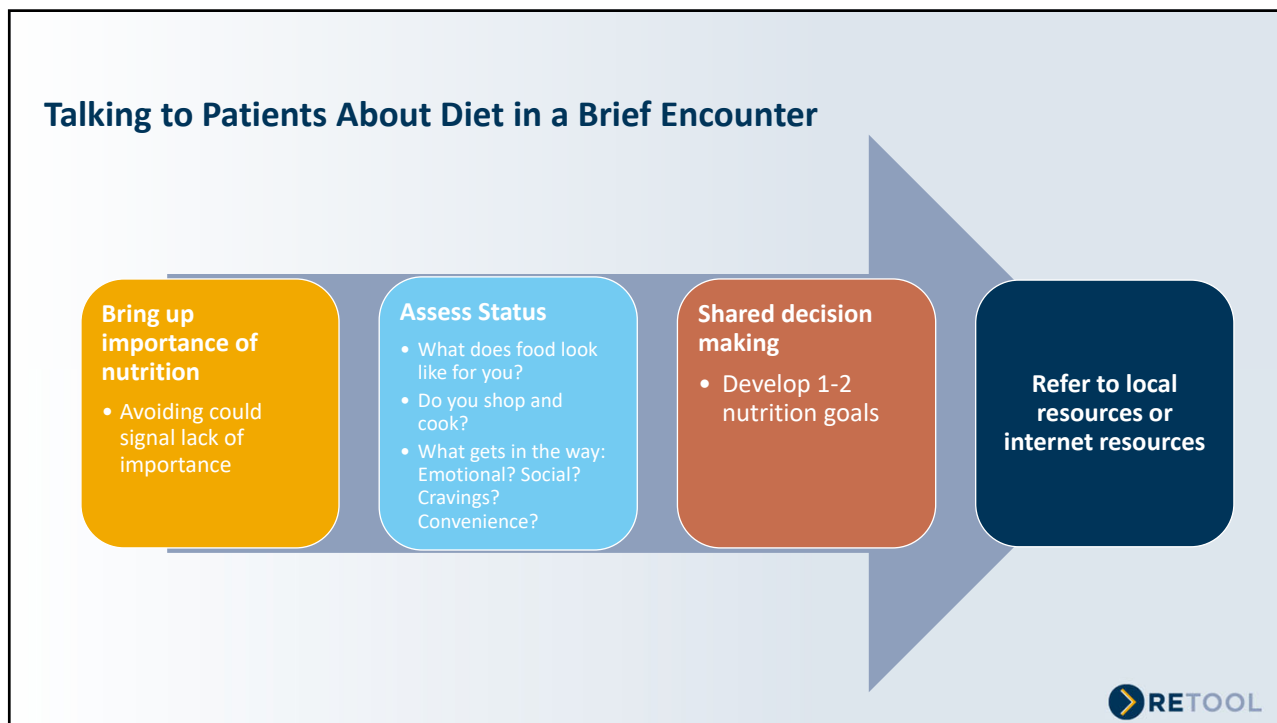 Talking to Patients About Diet in a Brief Encounter
Bring up
importance of
nutrition
• Avoiding could
signal lack of
importance
Assess Status
• What does food look
like for you?
• Do you shop and
cook?
• What gets in the way:
Emotional? Social?
Cravings?
Convenience?
Shared decision
making
• Develop 1-2
nutrition goals
Refer to local
resources or
internet resources
RETOOL